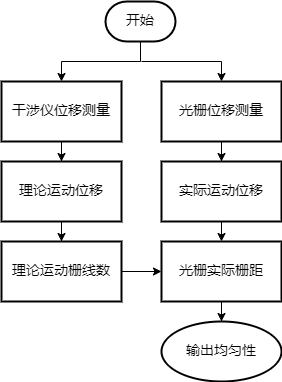 开始
干涉仪位移测量
光栅位移测量
理论运动位移
实际运动位移
理论运动栅线数
光栅实际栅距
输出均匀性